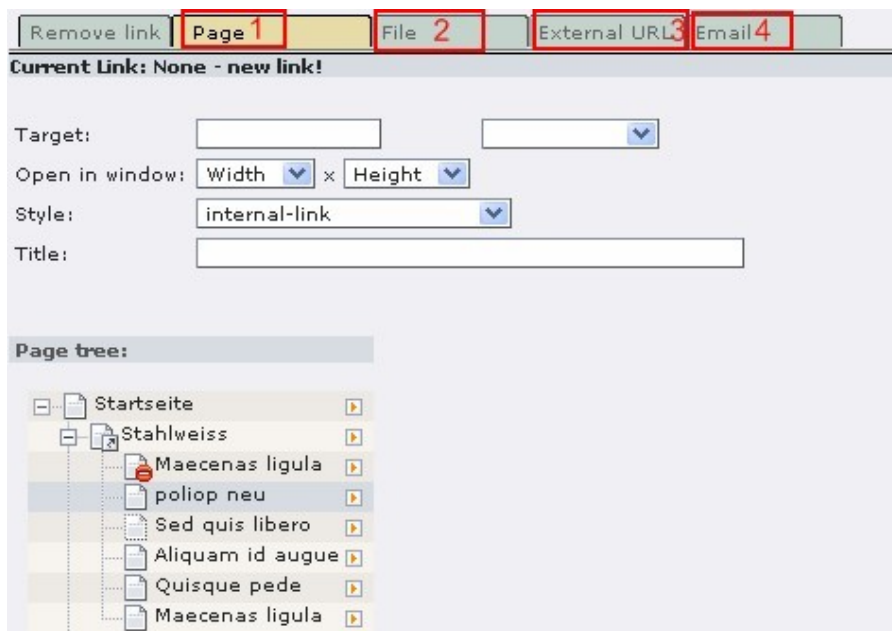 Remove link Page 1 File 2 External URL 3 Email 4
Current Link: None - new link!
Target:
Open in window: Width x Height
Style: internal-link
Title:
Page tree:
Startseite
Stahlweiss
Maecenas ligula
poliop neu
Sed quis libero
Aliquam id augue
Quisque pede
Maecenas ligula